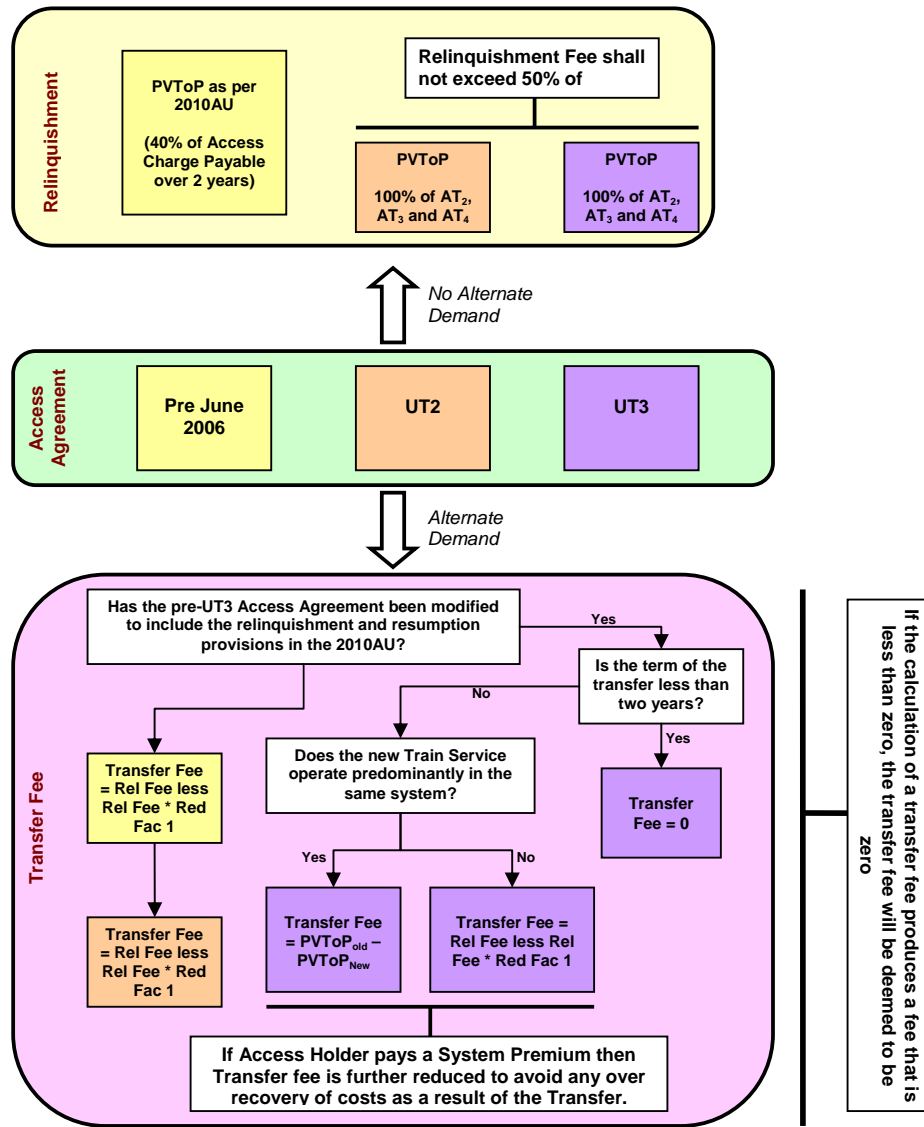 Relinquishment
PVToP as per
2010AU
(40% of Access
Charge Payable
over 2 years)
Relinquishment Fee shall
not exceed 50% of
PVToP
100% of AT₂,
AT₃ and AT₄
PVToP
100% of AT₂,
AT₃ and AT₄
No Alternate
Demand
Access
Agreement
Pre June
2006
UT2
UT3
Alternate
Demand
Transfer Fee
Has the pre-UT3 Access Agreement been modified
to include the relinquishment and resumption
provisions in the 2010AU?
Yes
Is the term of the
transfer less than
two years?
No
Yes
Does the new Train Service
operate predominantly in the
same system?
Transfer Fee
= Rel Fee less
Rel Fee * Red
Fac 1
Transfer
Fee = 0
Yes
No
Transfer Fee
= Rel Fee less
Rel Fee * Red
Fac 1
Transfer Fee
= PVToPold –
PVToPNew
Transfer Fee =
Rel Fee less Rel
Fee * Red Fac 1
If Access Holder pays a System Premium then
Transfer fee is further reduced to avoid any over
recovery of costs as a result of the Transfer.
If the calculation of a transfer fee produces a fee that is
less than zero, the transfer fee will be deemed to be
zero